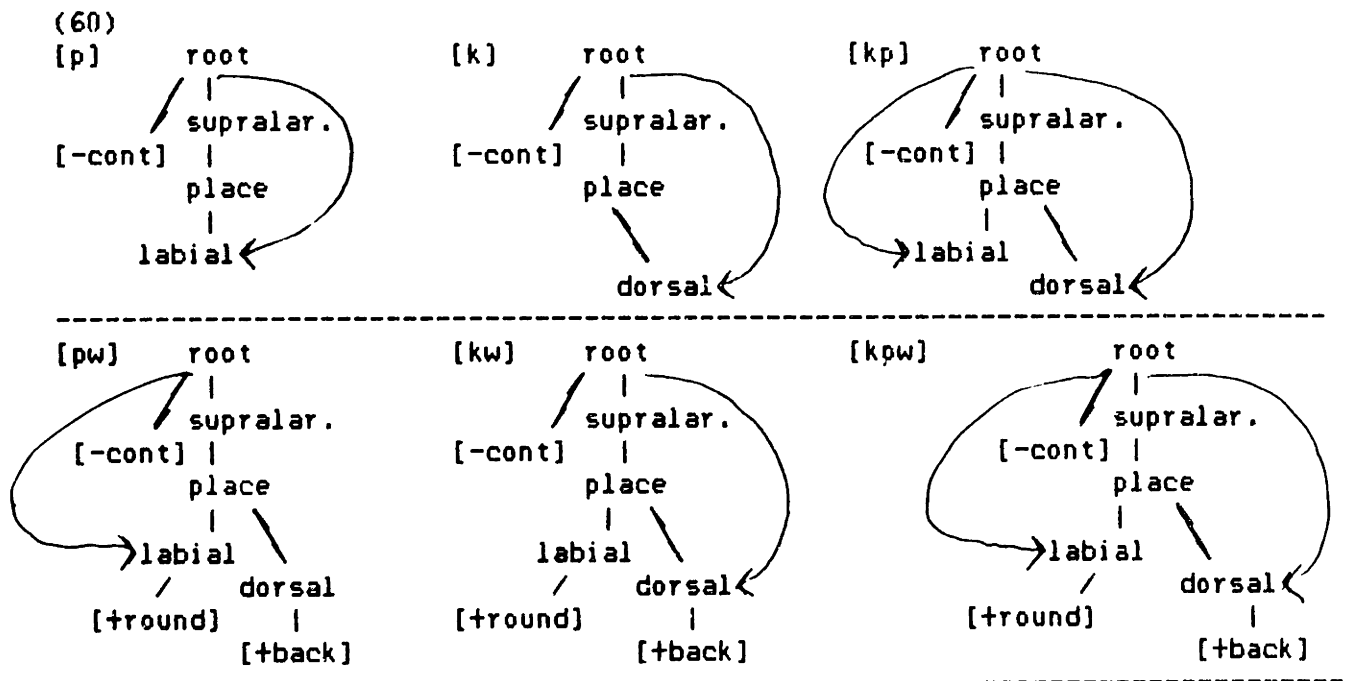 (60)
[p] root [k] root [kp] root
supralar. supralar. supralar.
[-cont] [-cont] [-cont]
place place place
labial labial
dorsal dorsal
[pw] root [kw] root [kpw] root
supralar. supralar. supralar.
[-cont] [-cont] [-cont]
place place place
labial labial labial
dorsal dorsal dorsal
[+round] [+round] [+round]
[+back] [+back] [+back]